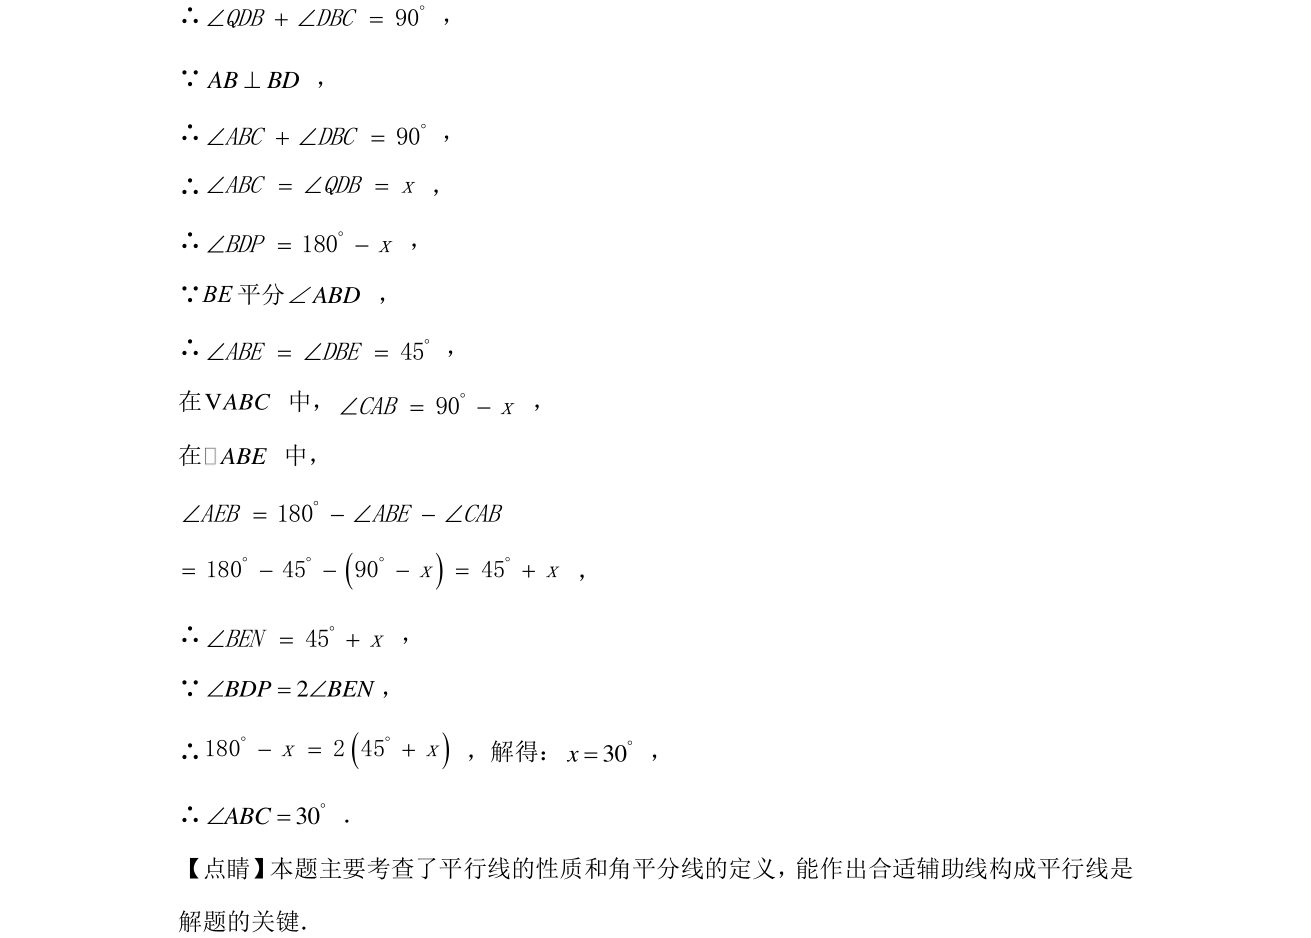 ∴∠QDB + ∠DBC = 90°，
∵AB⊥BD，
∴∠ABC + ∠DBC = 90°，
∴∠ABC = ∠QDB = x，
∴∠BDP = 180° − x，
∵BE平分∠ABD，
∴∠ABE = ∠DBE = 45°，
在VABC 中，∠CAB = 90° − x，
在□ABE 中，
∠AEB = 180° − ∠ABE − ∠CAB
= 180° − 45° − (90° − x) = 45° + x，
∴∠BEN = 45° + x，
∵∠BDP = 2∠BEN，
∴180° − x = 2(45° + x)，解得：x = 30°，
∴∠ABC = 30°．
【点睛】本题主要考查了平行线的性质和角平分线的定义，能作出合适辅助线构成平行线是
解题的关键．